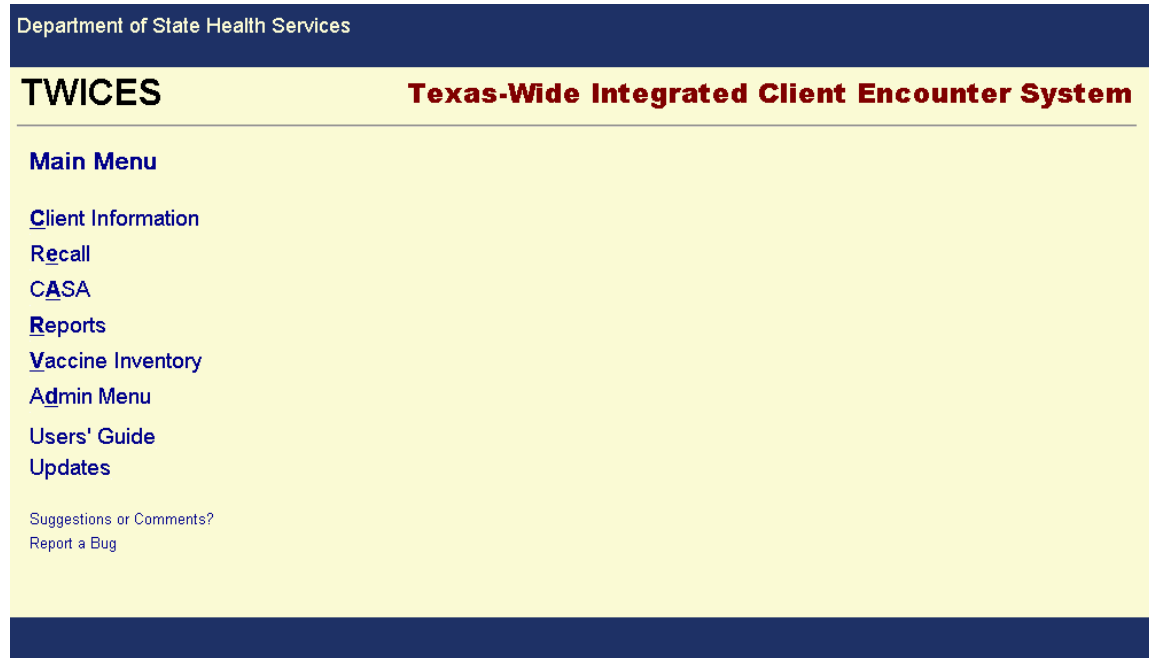 Department of State Health Services
TWICES Texas-Wide Integrated Client Encounter System
Main Menu
Client Information
Recall
CASA
Reports
Vaccine Inventory
Admin Menu
Users' Guide
Updates
Suggestions or Comments?
Report a Bug